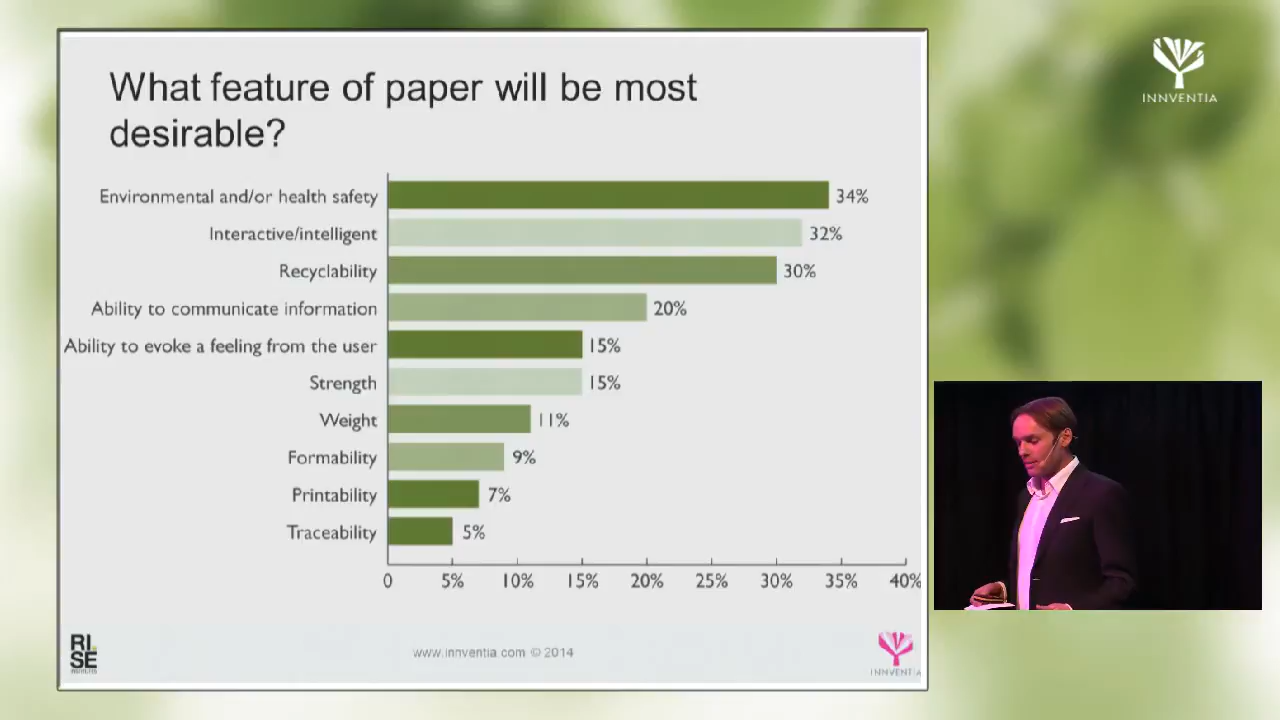 What feature of paper will be most
desirable?
INNVENTIA
Environmental and/or health safety 34%
Interactive/intelligent 32%
Recyclability 30%
Ability to communicate information 20%
Ability to evoke a feeling from the user 15%
Strength 15%
Weight 11%
Formability 9%
Printability 7%
Traceability 5%
0 5% 10% 15% 20% 25% 30% 35% 40%
RI.
SE
www.innventia.com © 2014
INNVENTIA